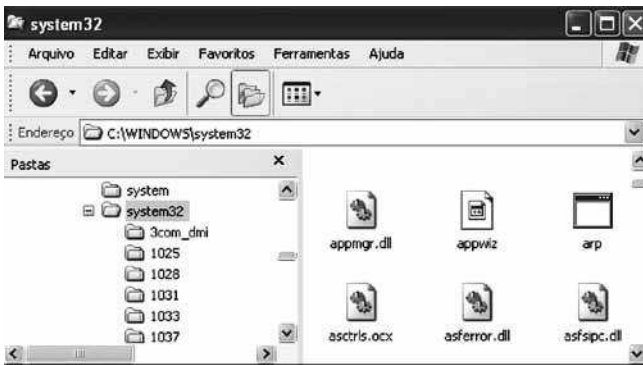 system32
Arquivo Editar Exibir Favoritos Ferramentas Ajuda
Endereço C:\WINDOWS\system32
Pastas
system
system32
3com_dmi
1025
1028
1031
1033
1037
appmgr.dll appwiz arp
asctrls.ocx asferror.dll asfsipc.dll